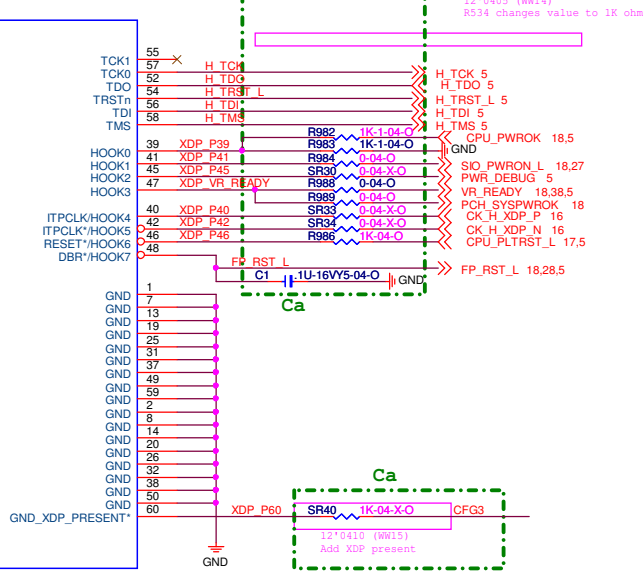 12'0405 (WW14)
R534 changes value to 1K ohm
TCK1 55
TCK0 57 H_TCK H_TCK 5
TDO 52 H_TDO H_TDO 5
TRSTn 54 H_TRST_L H_TRST_L 5
TDI 56 H_TDI H_TDI 5
TMS 58 H_TMS H_TMS 5
R982 1K-1-04-O CPU_PWROK 18,5
HOOK0 39 XDP_P39 R983 1K-1-04-O GND
HOOK1 41 XDP_P41 R984 0-04-O SIO_PWRON_L 18,27
HOOK2 45 XDP_P45 SR30 0-04-X-O PWR_DEBUG 5
HOOK3 47 XDP_VR_READY R988 0-04-O VR_READY 18,38,5
R989 0-04-O PCH_SYSPWROK 18
ITPCLK/HOOK4 40 XDP_P40 SR33 0-04-X-O CK_H_XDP_P 16
ITPCLK*/HOOK5 42 XDP_P42 SR34 0-04-X-O CK_H_XDP_N 16
RESET*/HOOK6 46 XDP_P46 R986 1K-04-O CPU_PLTRST_L 17,5
DBR*/HOOK7 48
FP_RST_L FP_RST_L 18,28,5
C1 .1U-16VY5-04-O GND
GND 1
GND 7
GND 13
GND 19
GND 25
GND 31
GND 37
GND 49
GND 59
GND 2
GND 8
GND 14
GND 20
GND 26
GND 32
GND 38
GND 50
Ca
Ca
GND_XDP_PRESENT* 60 XDP_P60 SR40 1K-04-X-O CFG3
12'0410 (WW15)
Add XDP present
GND